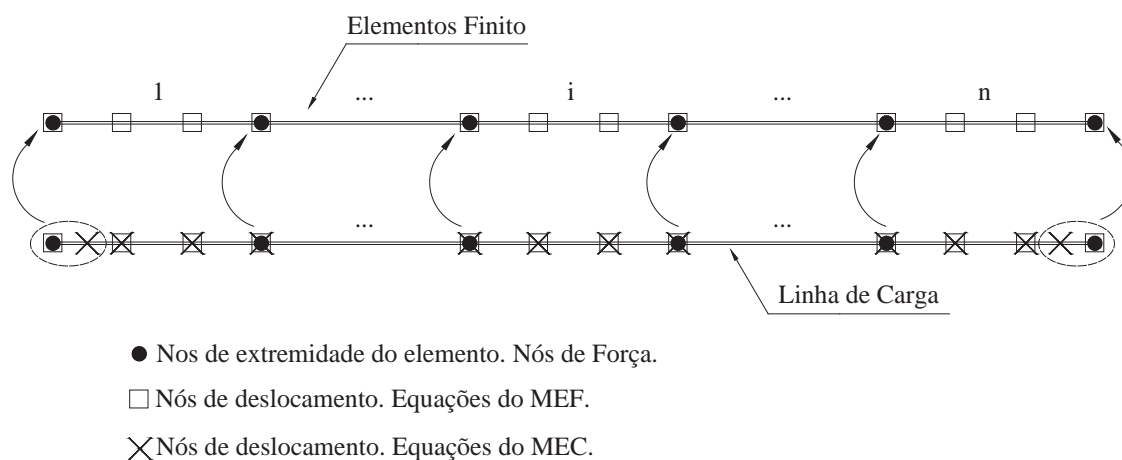 Elementos Finito
1 ... i ... n
... ...
Linha de Carga
Nos de extremidade do elemento. Nós de Força.
Nós de deslocamento. Equações do MEF.
Nós de deslocamento. Equações do MEC.